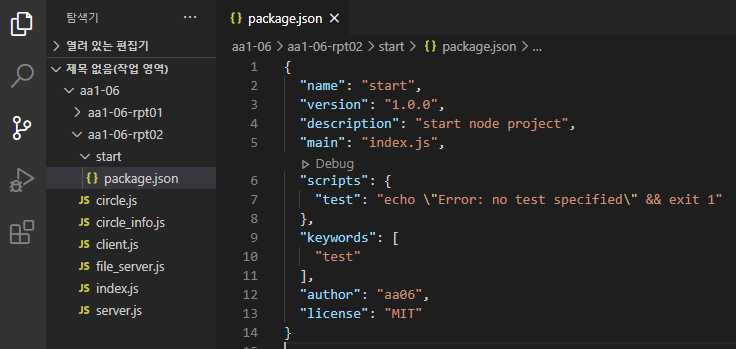 탐색기
열려 있는 편집기
제목 없음(작업 영역)
aa1-06
aa1-06-rpt01
aa1-06-rpt02
start
{} package.json
JS circle.js
JS circle_info.js
JS client.js
JS file_server.js
JS index.js
JS server.js
{} package.json ×
aa1-06 > aa1-06-rpt02 > start > {} package.json > ...
1 {
2 "name": "start",
3 "version": "1.0.0",
4 "description": "start node project",
5 "main": "index.js",
Debug
6 "scripts": {
7 "test": "echo \"Error: no test specified\" && exit 1"
8 },
9 "keywords": [
10 "test"
11 ],
12 "author": "aa06",
13 "license": "MIT"
14 }
15